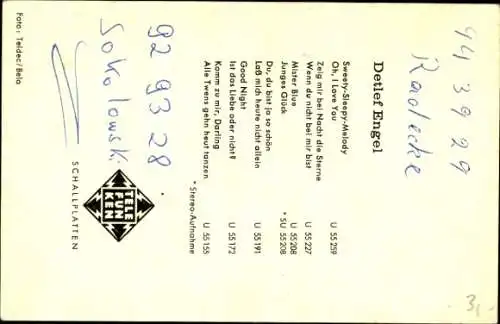 94 39 29
Radecke
Detlef Engel
Sweety-Sleepy-Melody
Oh, I Love You U 55 259
Zeig mir bei Nacht die Sterne
Wenn du nicht bei mir bist U 55 227
Mister Blue U 55 208
Junges Glück * SU 55 208
Du, du bist ja so schön
Laß mich heute nicht allein U 55 191
Good Night
Ist das Liebe oder nicht? U 55 172
Komm zu mir, Darling
Alle Twens gehn heut tanzen U 55 155
* Stereo-Aufnahme
92 93 28
Sokolowski
TELE
FUN
KEN
SCHALLPLATTEN
Foto: Teldec/Bela
3,